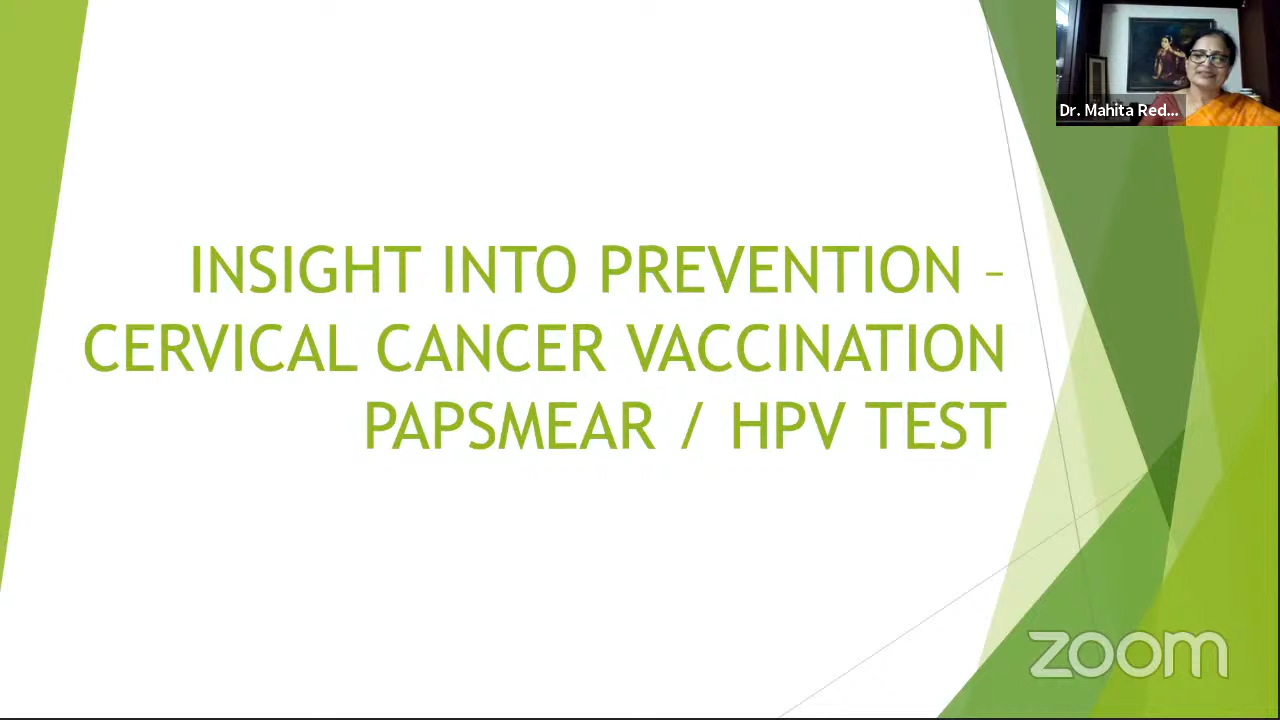 Dr. Mahita Red...
INSIGHT INTO PREVENTION –
CERVICAL CANCER VACCINATION
PAPSMEAR / HPV TEST
zoom